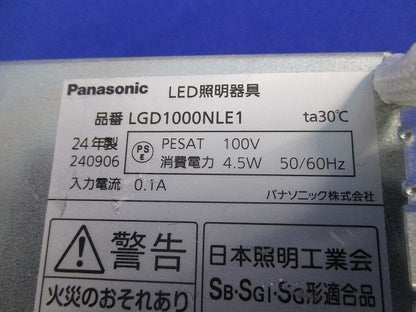 Panasonic LED照明器具
品番 LGD1000NLE1 ta30℃
24年製 PS E PESAT 100V
240906 消費電力 4.5W 50/60Hz
入力電流 0.1A パナソニック株式会社
警告 日本照明工業会
火災のおそれあり SB・SGI・SG形適合品